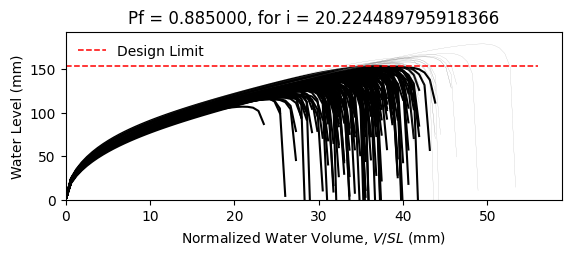 Pf = 0.885000, for i = 20.224489795918366
Design Limit
Water Level (mm)
150
100
50
0
0 10 20 30 40 50
Normalized Water Volume, V/SL (mm)